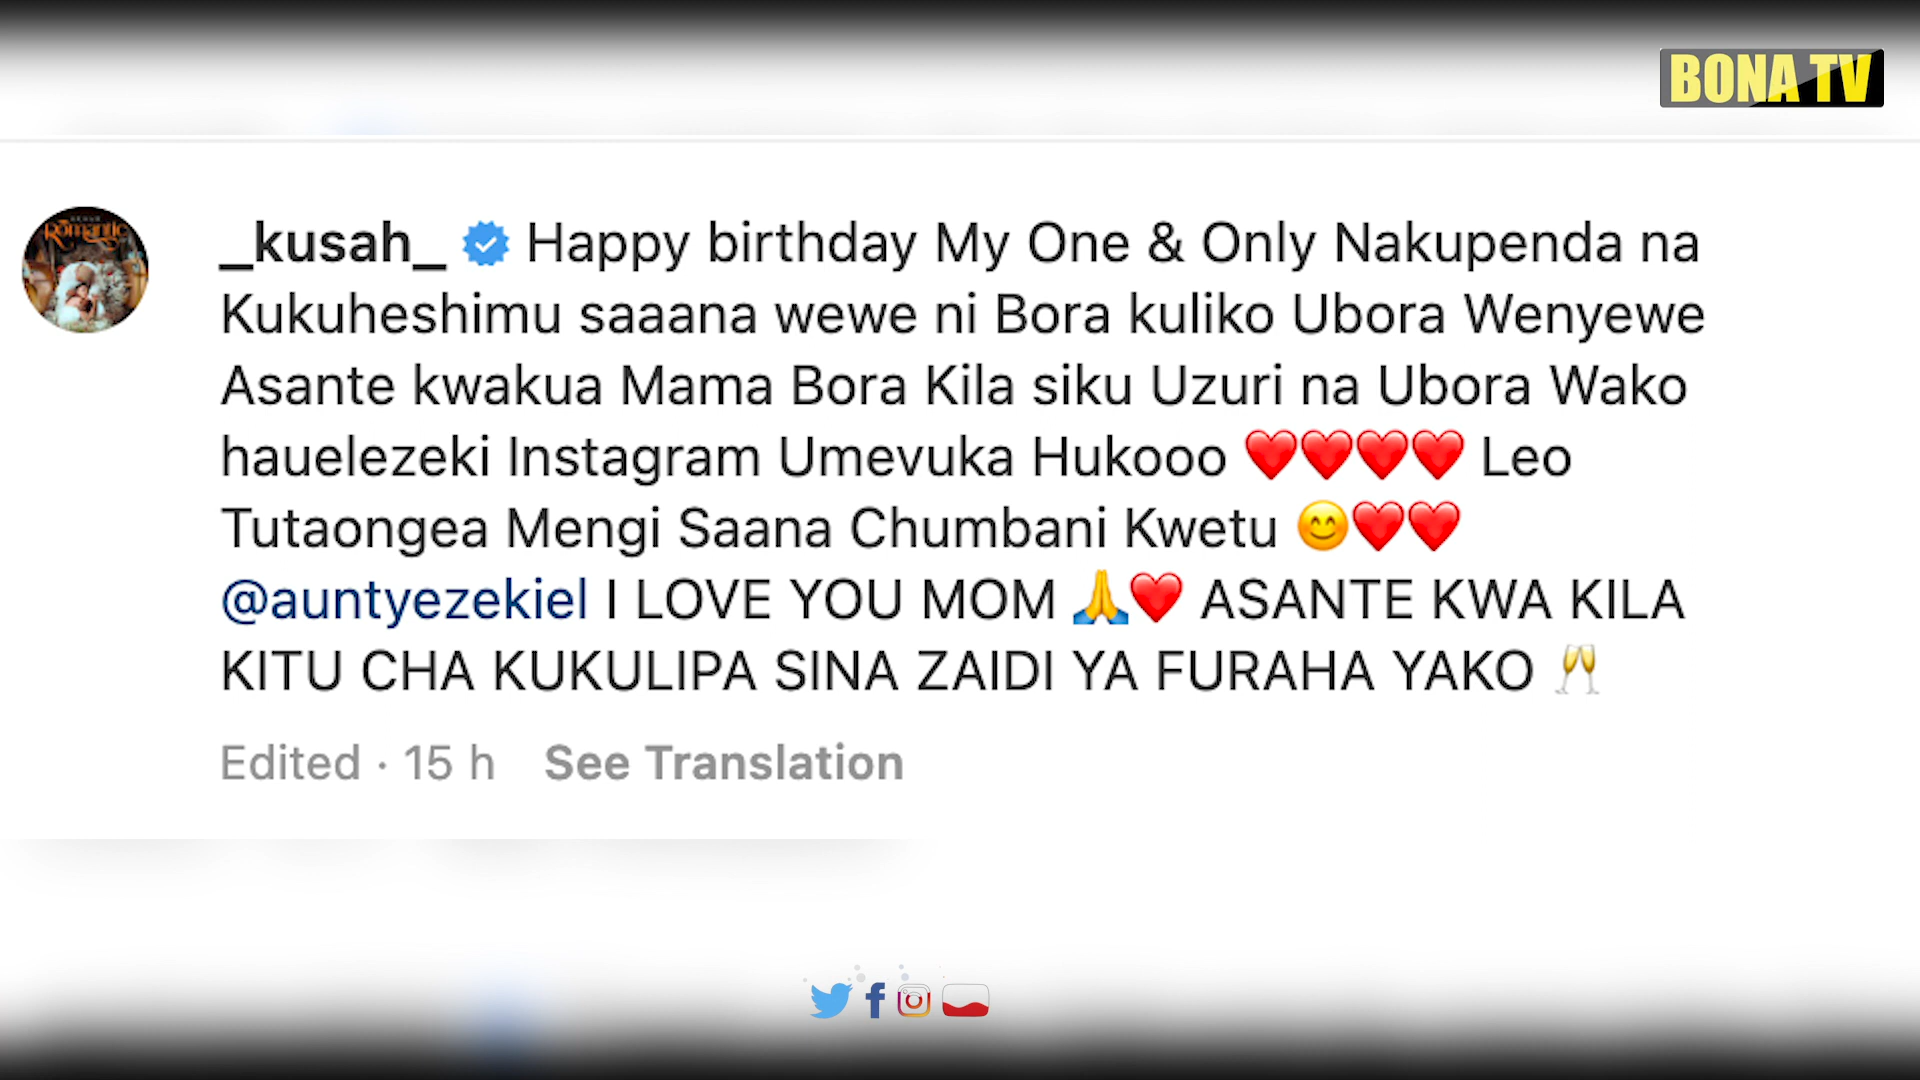 BONA TV
Romantic
_kusah_ Happy birthday My One & Only Nakupenda na
Kukuheshimu saaana wewe ni Bora kuliko Ubora Wenyewe
Asante kwakua Mama Bora Kila siku Uzuri na Ubora Wako
hauelezeki Instagram Umevuka Hukooo ❤️❤️❤️❤️ Leo
Tutaongea Mengi Saana Chumbani Kwetu 😊❤️❤️
@auntyezekiel I LOVE YOU MOM 🙏❤️ ASANTE KWA KILA
KITU CHA KUKULIPA SINA ZAIDI YA FURAHA YAKO 🥂
Edited · 15 h See Translation